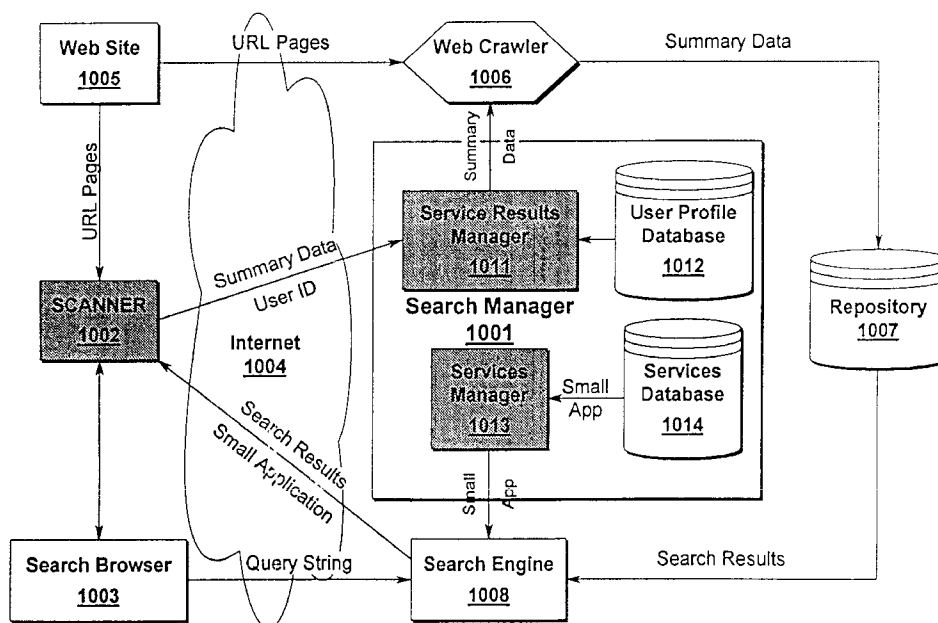 Web Site
1005
URL Pages
Web Crawler
1006
Summary Data
URL Pages
Summary
Data
Service Results
Manager
1011
User Profile
Database
1012
Summary Data
User ID
SCANNER
1002
Search Manager
1001
Repository
1007
Internet
1004
Services
Manager
1013
Small
App
Services
Database
1014
Search Results
Small Application
Small
App
Search Browser
1003
Query String
Search Engine
1008
Search Results